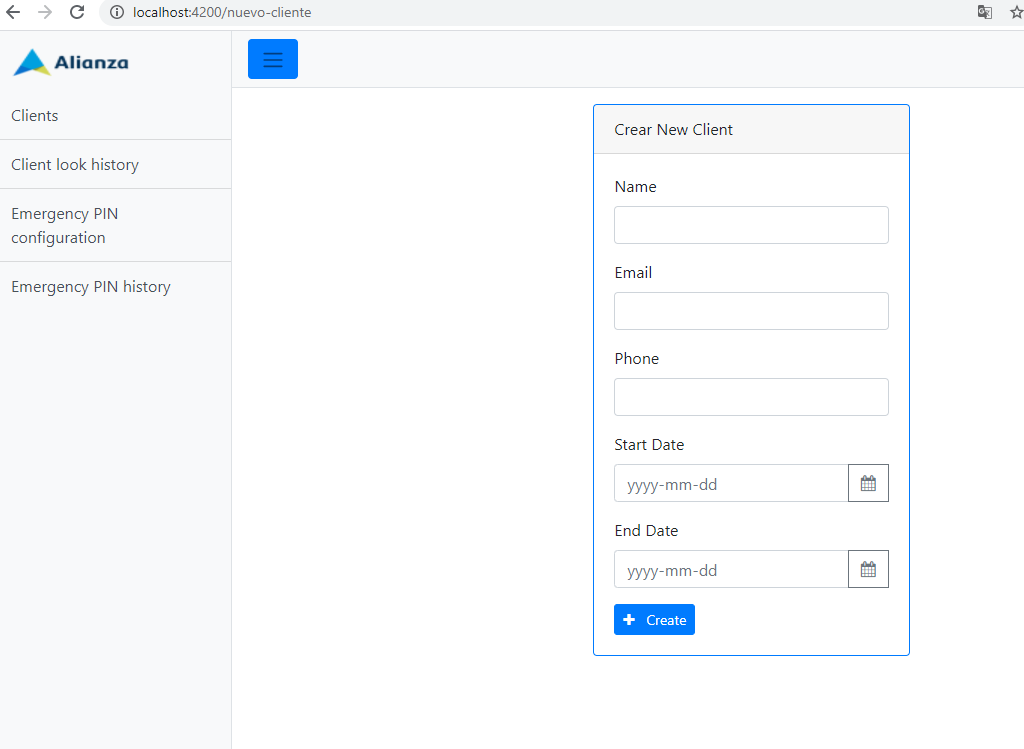 localhost:4200/nuevo-cliente
Alianza
Clients
Client look history
Emergency PIN
configuration
Emergency PIN history
Crear New Client
Name
Email
Phone
Start Date
yyyy-mm-dd
End Date
yyyy-mm-dd
Create